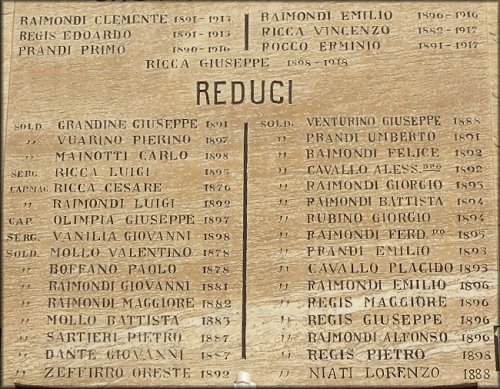 RAIMONDI CLEMENTE 1891-1913
REGIS EDOARDO 1891-1913
PRANDI PRIMO 1890-1916
RAIMONDI EMILIO 1896-1916
RICCA VINCENZO 1882-1917
BOCCO ERMINIO 1891-1917
RICCA GIUSEPPE 1898-1918
REDUCI
SOLD. GRANDINE GIUSEPPE 1891
" VUARINO PIERINO 1897
" MAINOTTI CARLO 1898
SERG. RICCA LUIGI 1895
CAP.MAG. RICCA CESARE 1876
" RAIMONDI LUIGI 1892
CAP. OLIMPIA GIUSEPPE 1897
SERG. VANILIA GIOVANNI 1898
SOLD. MOLLO VALENTINO 1878
" BOFFANO PAOLO 1878
" RAIMONDI GIOVANNI 1881
" RAIMONDI MAGGIORE 1882
" MOLLO BATTISTA 1883
" SARTIERI PIETRO 1887
" DANTE GIOVANNI 1887
" ZEFFIRRO ORESTE 1892
SOLD. VENTURINO GIUSEPPE 1888
" PRANDI UMBERTO 1891
" RAIMONDI FELICE 1892
" CAVALLO ALESS.DRO 1892
" RAIMONDI GIORGIO 1893
" RAIMONDI BATTISTA 1894
" RUBINO GIORGIO 1894
" RAIMONDI FERD.DO 1895
" PRANDI EMILIO 1895
" CAVALLO PLACIDO 1895
" RAIMONDI EMILIO 1896
" REGIS MAGGIORE 1896
" REGIS GIUSEPPE 1896
" RAIMONDO ALFONSO 1896
" REGIS PIETRO 1898
" NIATI LORENZO 1888